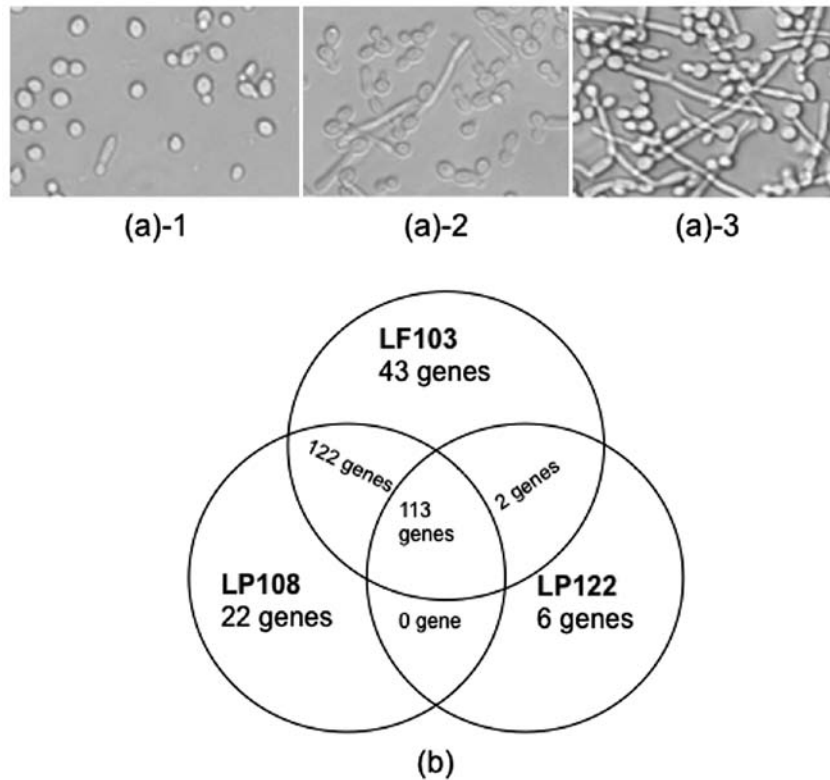 (a)-1
(a)-2
(a)-3
LF103
43 genes
122 genes
2 genes
113
genes
LP108
22 genes
LP122
6 genes
0 gene
(b)